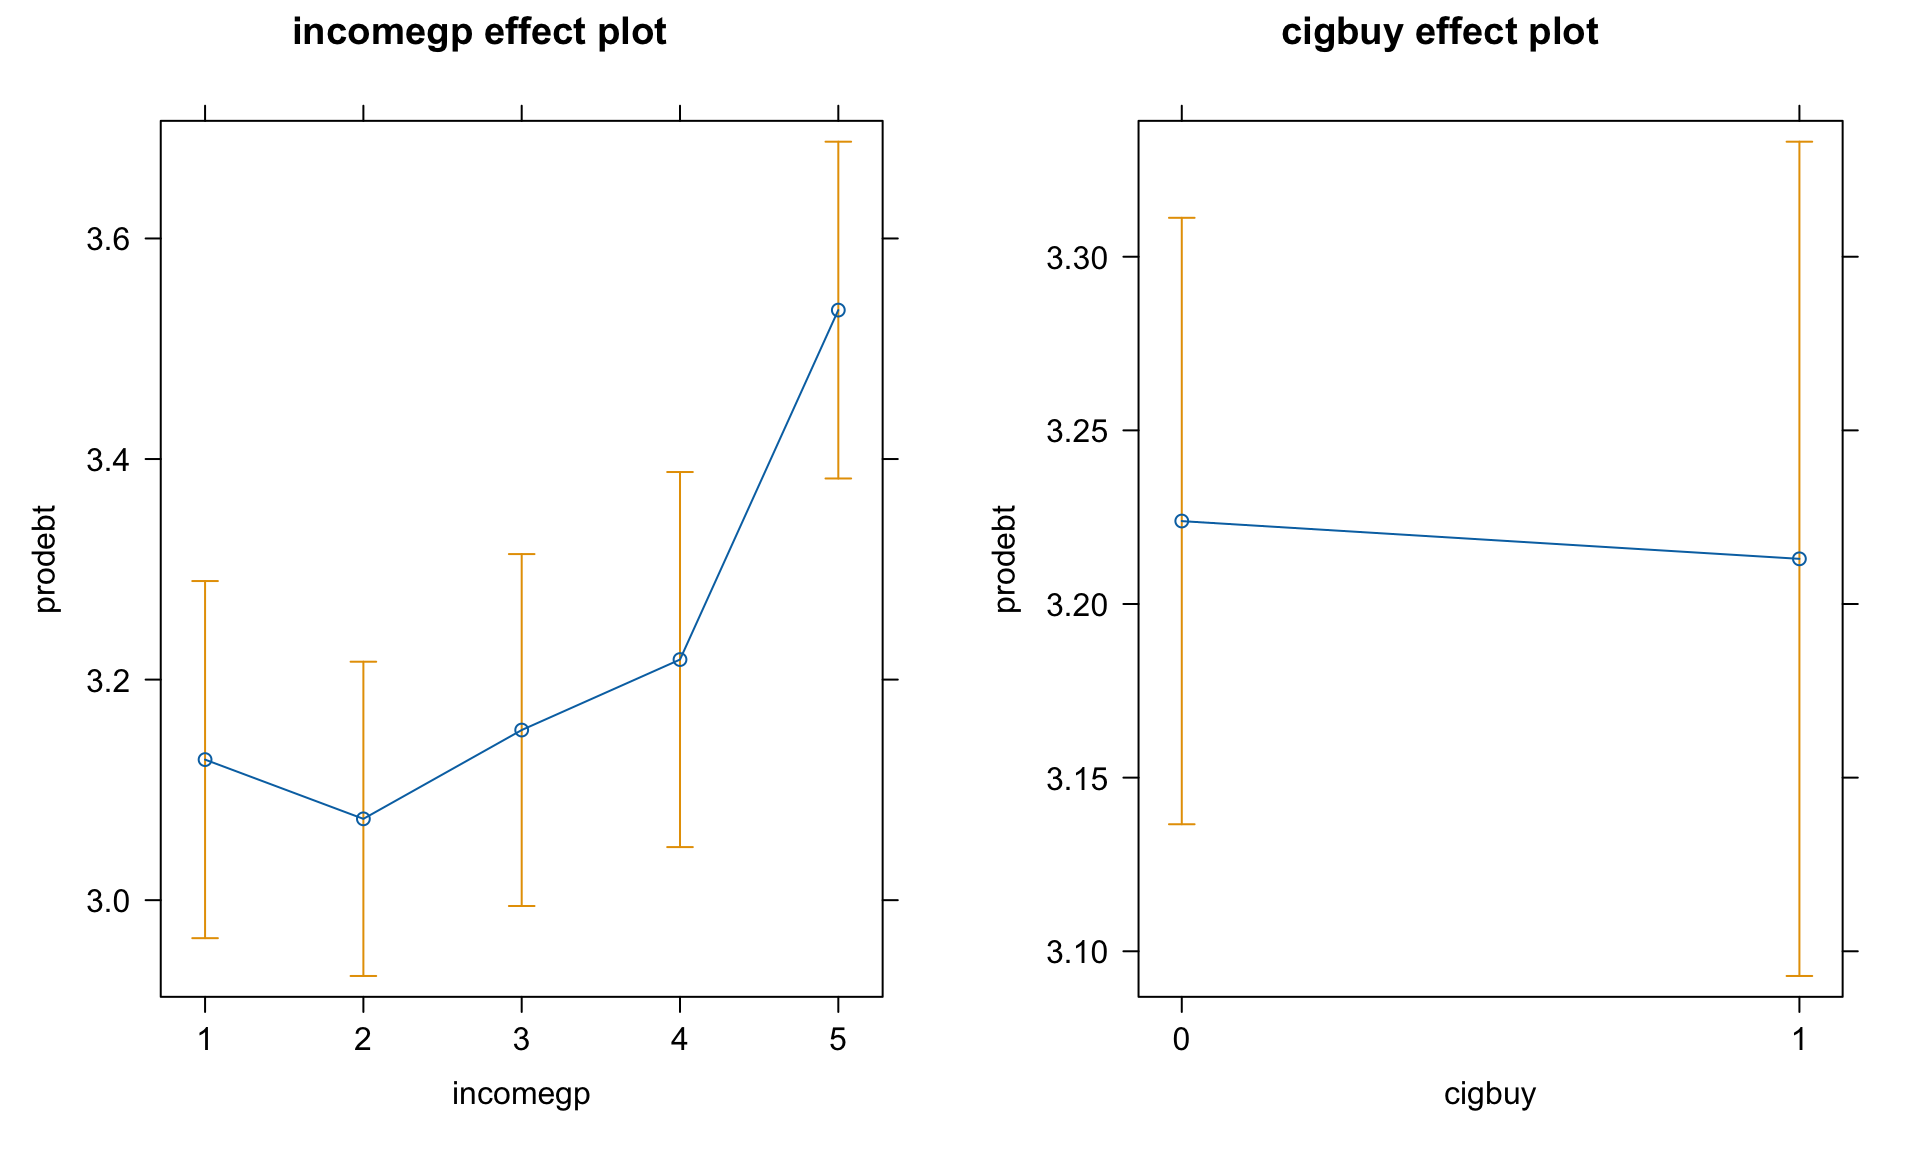 incomegp effect plot
prodebt
3.6
3.4
3.2
3.0
1 2 3 4 5
incomegp
cigbuy effect plot
prodebt
3.30
3.25
3.20
3.15
3.10
0 1
cigbuy